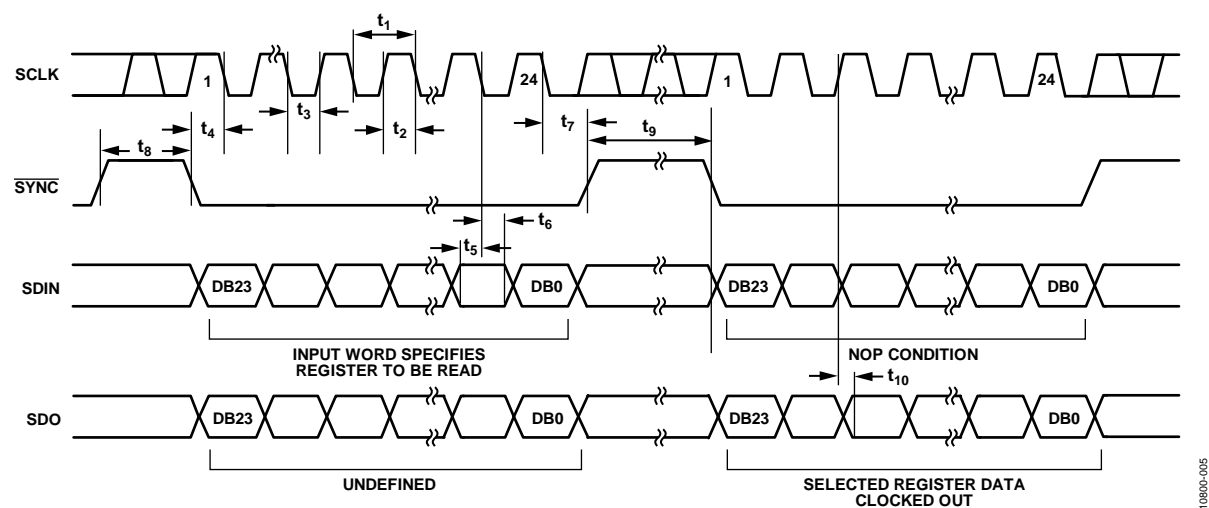 t1
SCLK
1
24
1
24
t4
t3
t2
t7
t9
t8
SYNC
t6
t5
SDIN
DB23
DB0
DB23
DB0
INPUT WORD SPECIFIES
REGISTER TO BE READ
NOP CONDITION
t10
SDO
DB23
DB0
DB23
DB0
UNDEFINED
SELECTED REGISTER DATA
CLOCKED OUT
10800-005